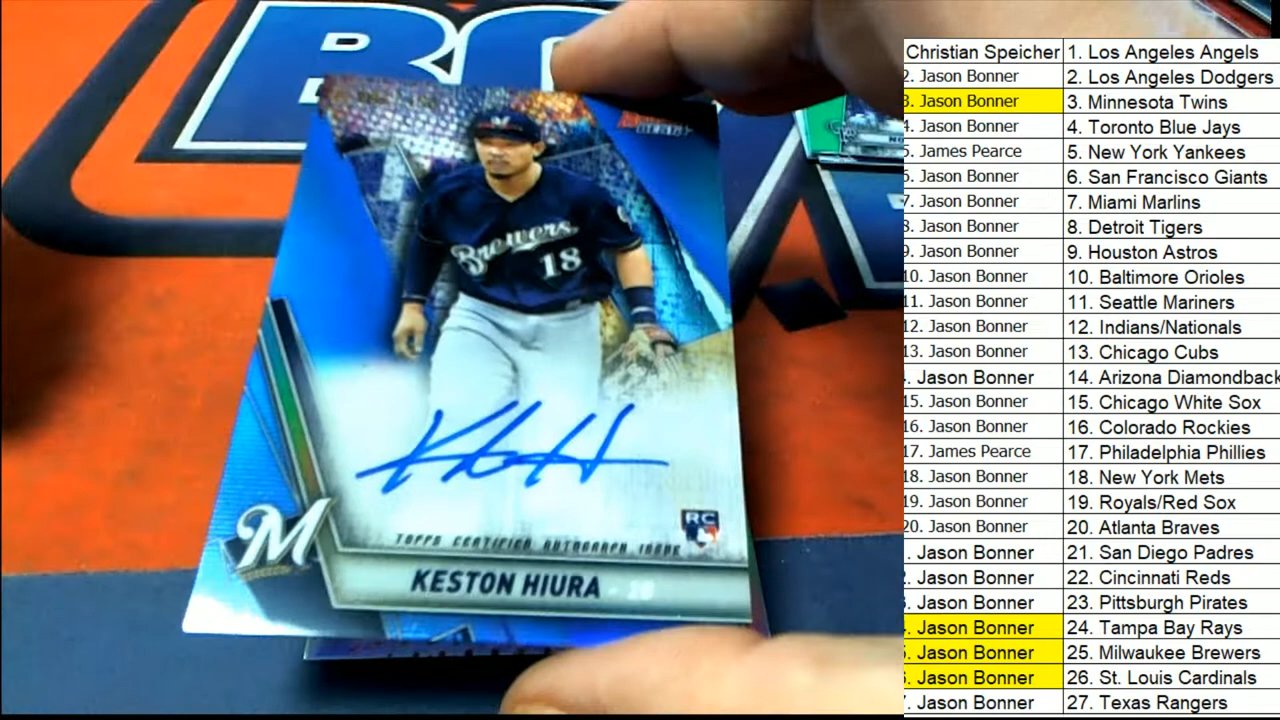 Brewers
18
M
TOPPS CERTIFIED AUTOGRAPH ISSUE
RC
KESTON HIURA
BEST
Christian Speicher 1. Los Angeles Angels
2. Jason Bonner 2. Los Angeles Dodgers
3. Jason Bonner 3. Minnesota Twins
4. Jason Bonner 4. Toronto Blue Jays
5. James Pearce 5. New York Yankees
6. Jason Bonner 6. San Francisco Giants
7. Jason Bonner 7. Miami Marlins
8. Jason Bonner 8. Detroit Tigers
9. Jason Bonner 9. Houston Astros
10. Jason Bonner 10. Baltimore Orioles
11. Jason Bonner 11. Seattle Mariners
12. Jason Bonner 12. Indians/Nationals
13. Jason Bonner 13. Chicago Cubs
. Jason Bonner 14. Arizona Diamondback
15. Jason Bonner 15. Chicago White Sox
16. Jason Bonner 16. Colorado Rockies
17. James Pearce 17. Philadelphia Phillies
18. Jason Bonner 18. New York Mets
19. Jason Bonner 19. Royals/Red Sox
20. Jason Bonner 20. Atlanta Braves
. Jason Bonner 21. San Diego Padres
. Jason Bonner 22. Cincinnati Reds
. Jason Bonner 23. Pittsburgh Pirates
. Jason Bonner 24. Tampa Bay Rays
. Jason Bonner 25. Milwaukee Brewers
. Jason Bonner 26. St. Louis Cardinals
. Jason Bonner 27. Texas Rangers